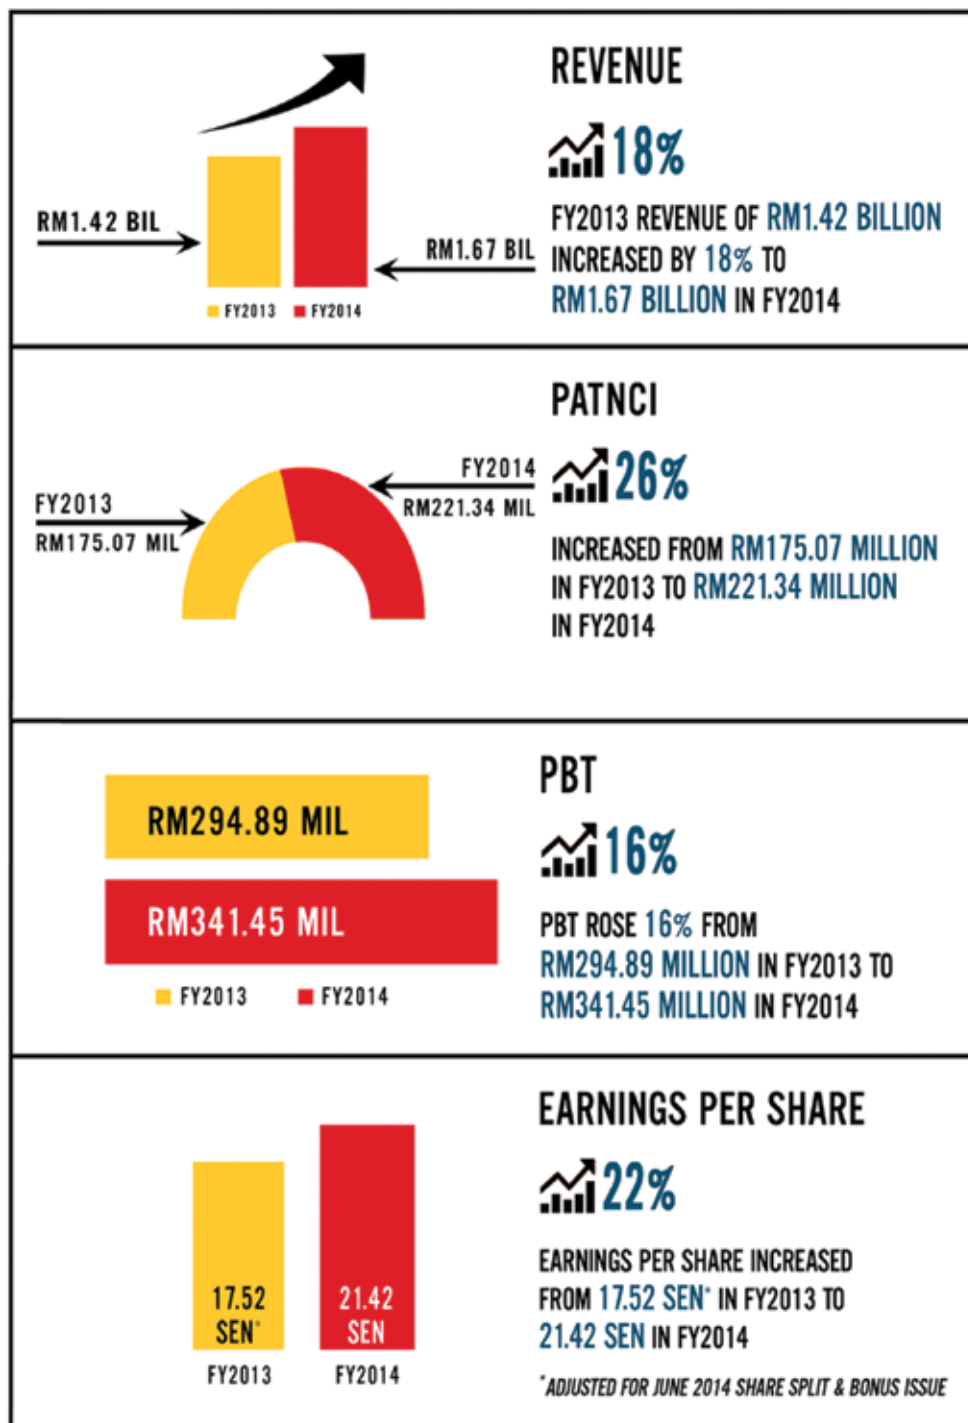 REVENUE
18%
RM1.42 BIL
RM1.67 BIL
FY2013 FY2014
FY2013 REVENUE OF RM1.42 BILLION
INCREASED BY 18% TO
RM1.67 BILLION IN FY2014
PATNCI
26%
FY2013
RM175.07 MIL
FY2014
RM221.34 MIL
INCREASED FROM RM175.07 MILLION
IN FY2013 TO RM221.34 MILLION
IN FY2014
PBT
16%
RM294.89 MIL
RM341.45 MIL
FY2013 FY2014
PBT ROSE 16% FROM
RM294.89 MILLION IN FY2013 TO
RM341.45 MILLION IN FY2014
EARNINGS PER SHARE
22%
17.52
SEN*
FY2013
21.42
SEN
FY2014
EARNINGS PER SHARE INCREASED
FROM 17.52 SEN* IN FY2013 TO
21.42 SEN IN FY2014
*ADJUSTED FOR JUNE 2014 SHARE SPLIT & BONUS ISSUE